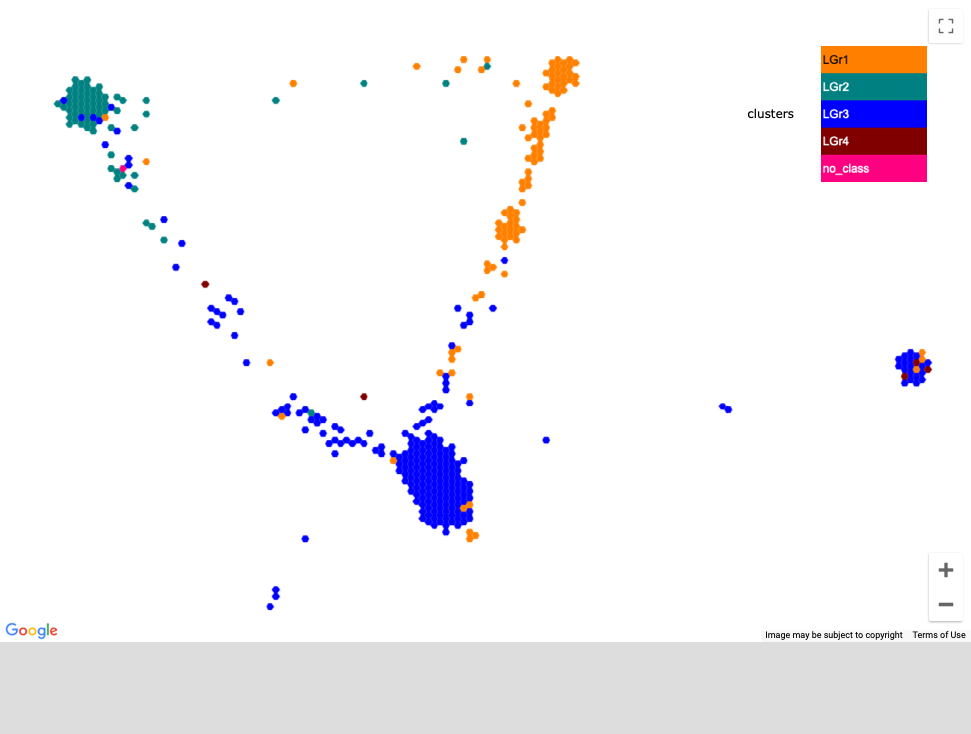 clusters
LGr1
LGr2
LGr3
LGr4
no_class
Google
Image may be subject to copyright
Terms of Use